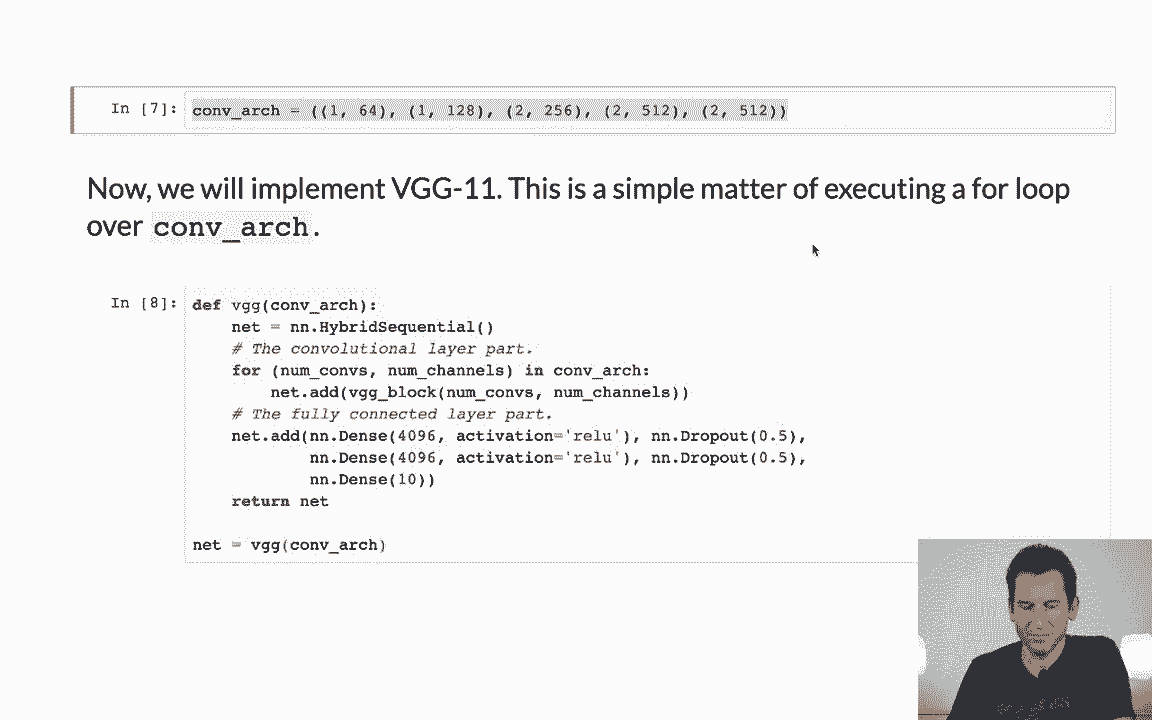 In [7]: conv_arch = ((1, 64), (1, 128), (2, 256), (2, 512), (2, 512))
Now, we will implement VGG-11. This is a simple matter of executing a for loop
over conv_arch.
In [8]: def vgg(conv_arch):
    net = nn.HybridSequential()
    # The convolutional layer part.
    for (num_convs, num_channels) in conv_arch:
        net.add(vgg_block(num_convs, num_channels))
    # The fully connected layer part.
    net.add(nn.Dense(4096, activation='relu'), nn.Dropout(0.5),
            nn.Dense(4096, activation='relu'), nn.Dropout(0.5),
            nn.Dense(10))
    return net
net = vgg(conv_arch)